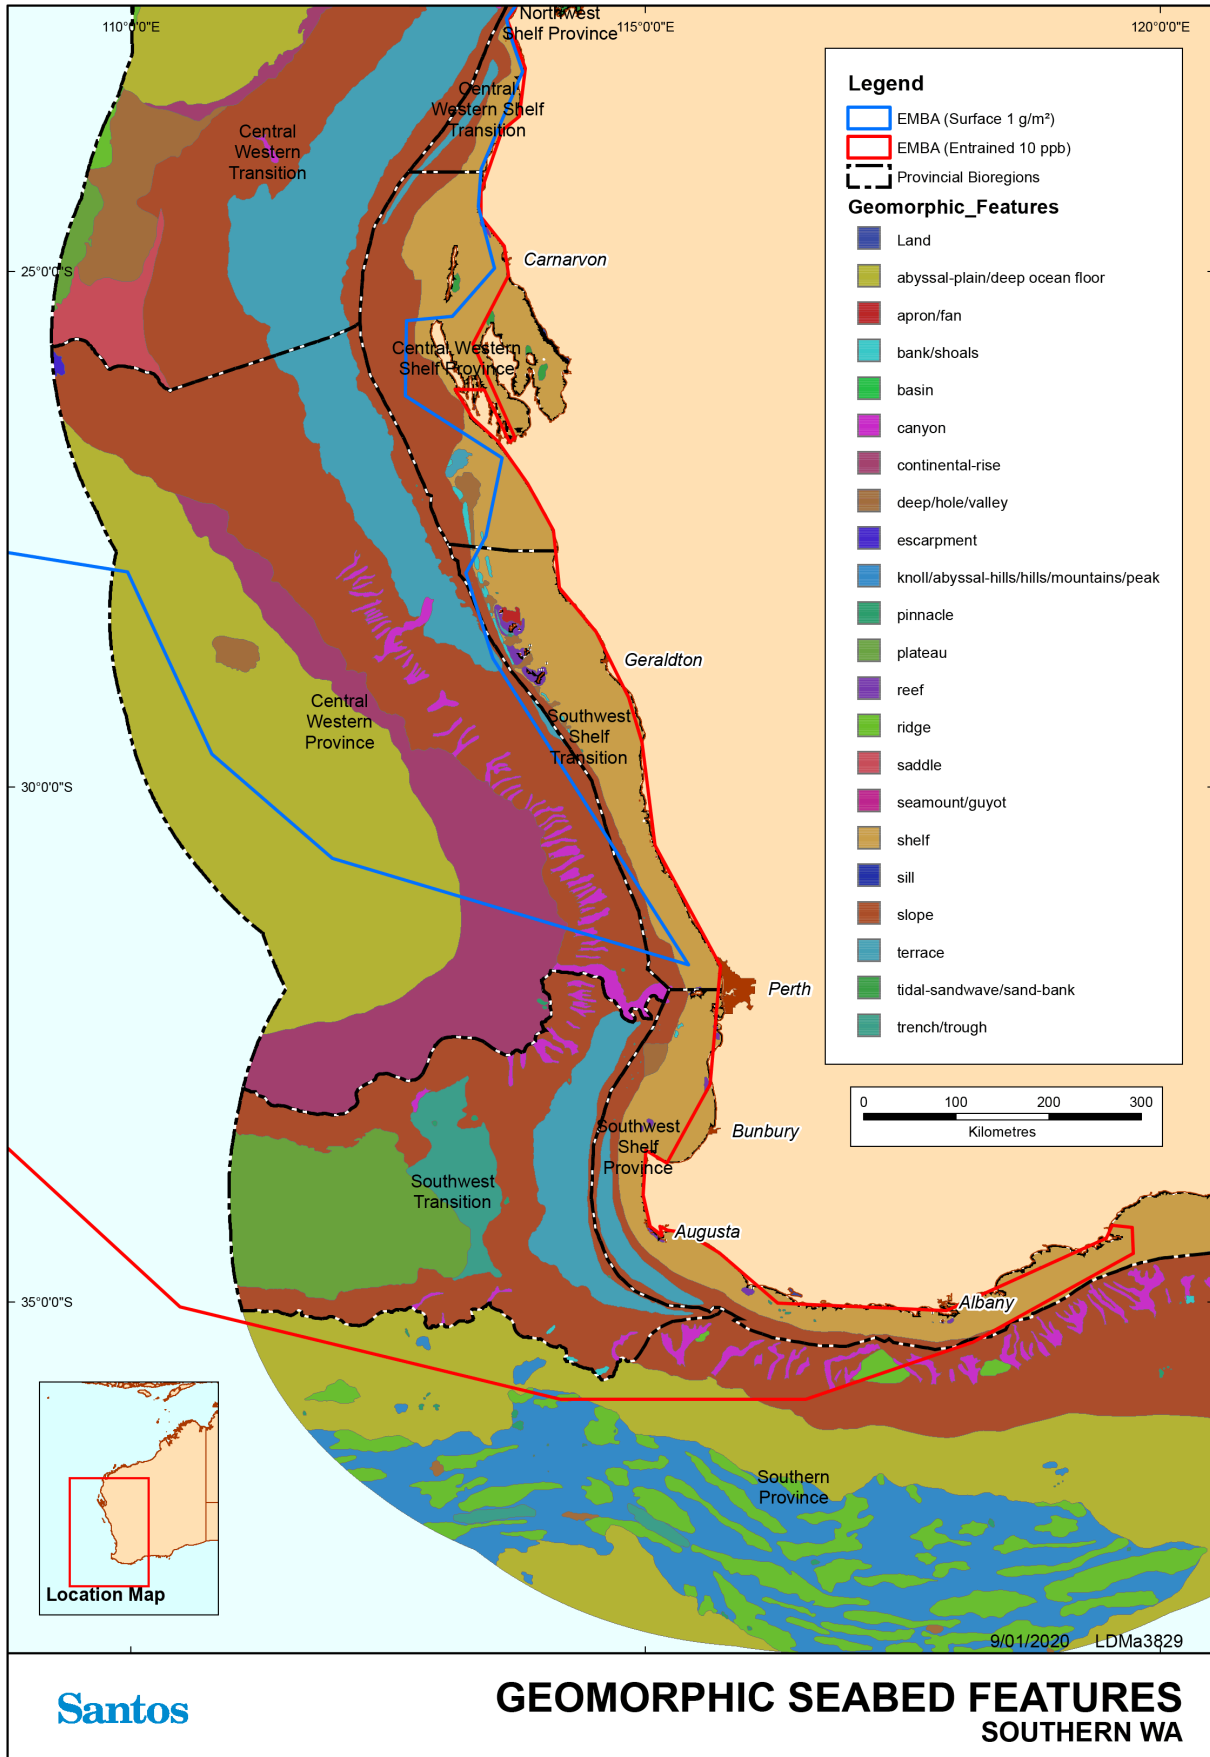 110°0'0"E
Northwest
Shelf Province
115°0'0"E
120°0'0"E
Central
Western Shelf
Transition
Central
Western
Transition
25°0'0"S
Carnarvon
Central Western
Shelf Province
Geraldton
Central
Western
Province
Southwest
Shelf
Transition
30°0'0"S
Perth
Bunbury
Southwest
Shelf
Province
Southwest
Transition
Augusta
35°0'0"S
Albany
Southern
Province
Legend
EMBA (Surface 1 g/m²)
EMBA (Entrained 10 ppb)
Provincial Bioregions
Geomorphic_Features
Land
abyssal-plain/deep ocean floor
apron/fan
bank/shoals
basin
canyon
continental-rise
deep/hole/valley
escarpment
knoll/abyssal-hills/hills/mountains/peak
pinnacle
plateau
reef
ridge
saddle
seamount/guyot
shelf
sill
slope
terrace
tidal-sandwave/sand-bank
trench/trough
0 100 200 300
Kilometres
Location Map
9/01/2020 LDMa3829
Santos
GEOMORPHIC SEABED FEATURES
SOUTHERN WA